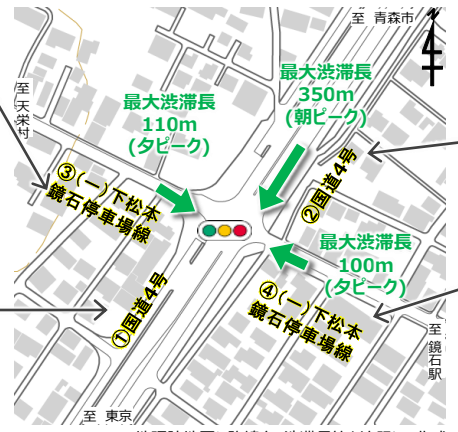 至 青森市
最大渋滞長
350m
(朝ピーク)
最大渋滞長
110m
(夕ピーク)
至 天栄村
③(一)下松本
鏡石停車場線
②国道4号
最大渋滞長
100m
(夕ピーク)
①国道4号
④(一)下松本
鏡石停車場線
至 鏡石駅
至 東京